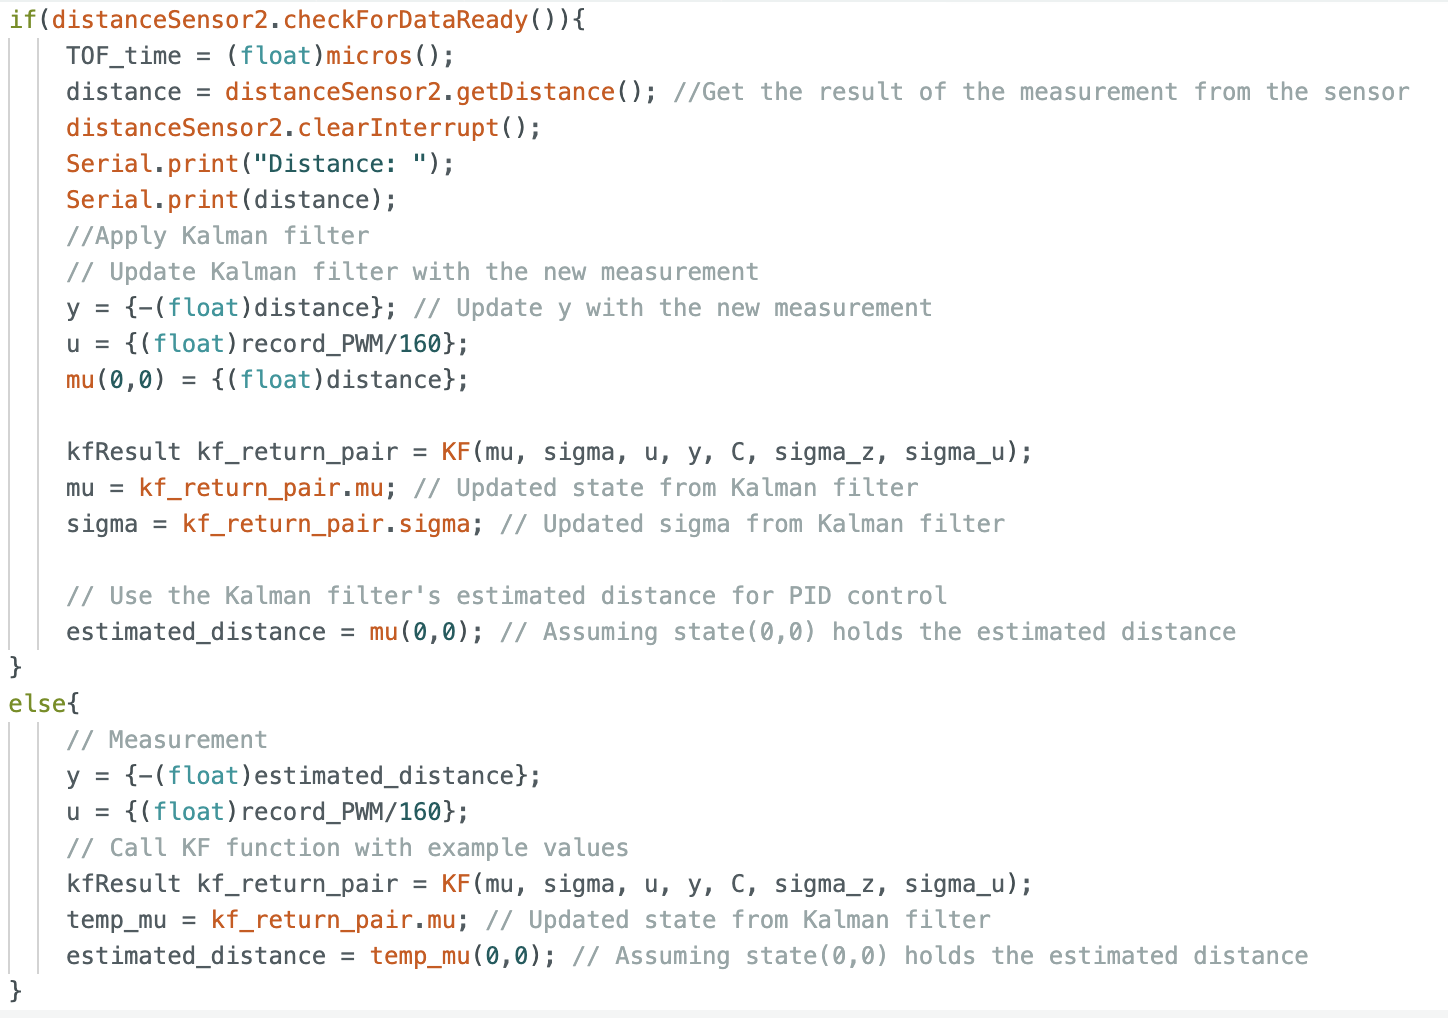 if(distanceSensor2.checkForDataReady()){
TOF_time = (float)micros();
distance = distanceSensor2.getDistance(); //Get the result of the measurement from the sensor
distanceSensor2.clearInterrupt();
Serial.print("Distance: ");
Serial.print(distance);
//Apply Kalman filter
// Update Kalman filter with the new measurement
y = {-(float)distance}; // Update y with the new measurement
u = {(float)record_PWM/160};
mu(0,0) = {(float)distance};
kfResult kf_return_pair = KF(mu, sigma, u, y, C, sigma_z, sigma_u);
mu = kf_return_pair.mu; // Updated state from Kalman filter
sigma = kf_return_pair.sigma; // Updated sigma from Kalman filter
// Use the Kalman filter's estimated distance for PID control
estimated_distance = mu(0,0); // Assuming state(0,0) holds the estimated distance
}
else{
// Measurement
y = {-(float)estimated_distance};
u = {(float)record_PWM/160};
// Call KF function with example values
kfResult kf_return_pair = KF(mu, sigma, u, y, C, sigma_z, sigma_u);
temp_mu = kf_return_pair.mu; // Updated state from Kalman filter
estimated_distance = temp_mu(0,0); // Assuming state(0,0) holds the estimated distance
}